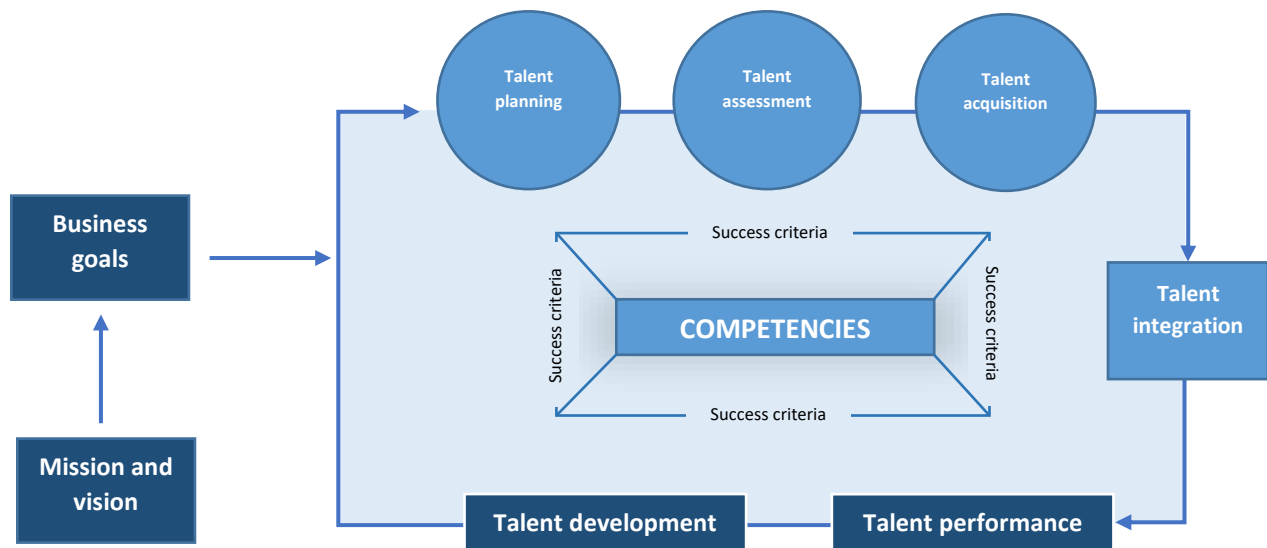 Talent
planning
Talent
assessment
Talent
acquisition
Business
goals
Success criteria
Success criteria
Success criteria
COMPETENCIES
Talent
integration
Success criteria
Mission and
vision
Talent development
Talent performance